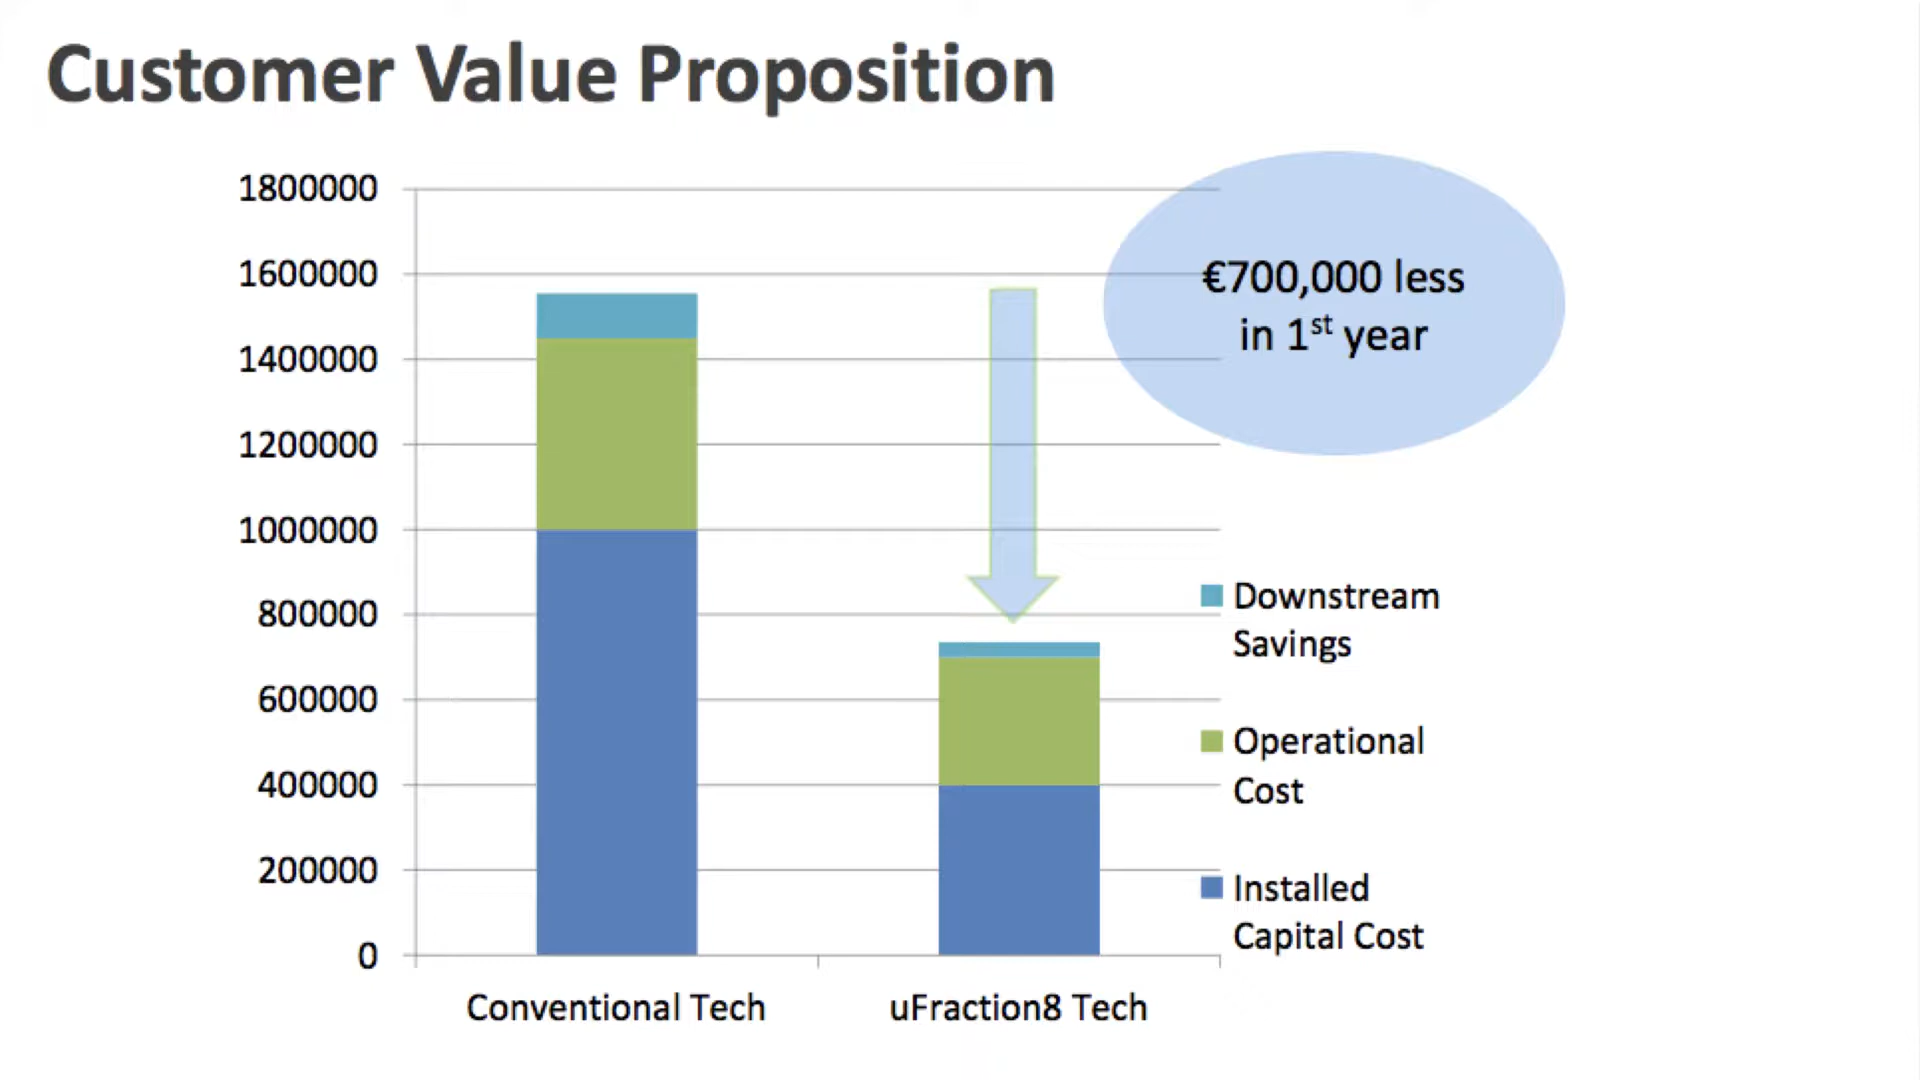 Customer Value Proposition
1800000
1600000
1400000
1200000
1000000
800000
600000
400000
200000
0
Conventional Tech
uFraction8 Tech
€700,000 less
in 1st year
Downstream
Savings
Operational
Cost
Installed
Capital Cost